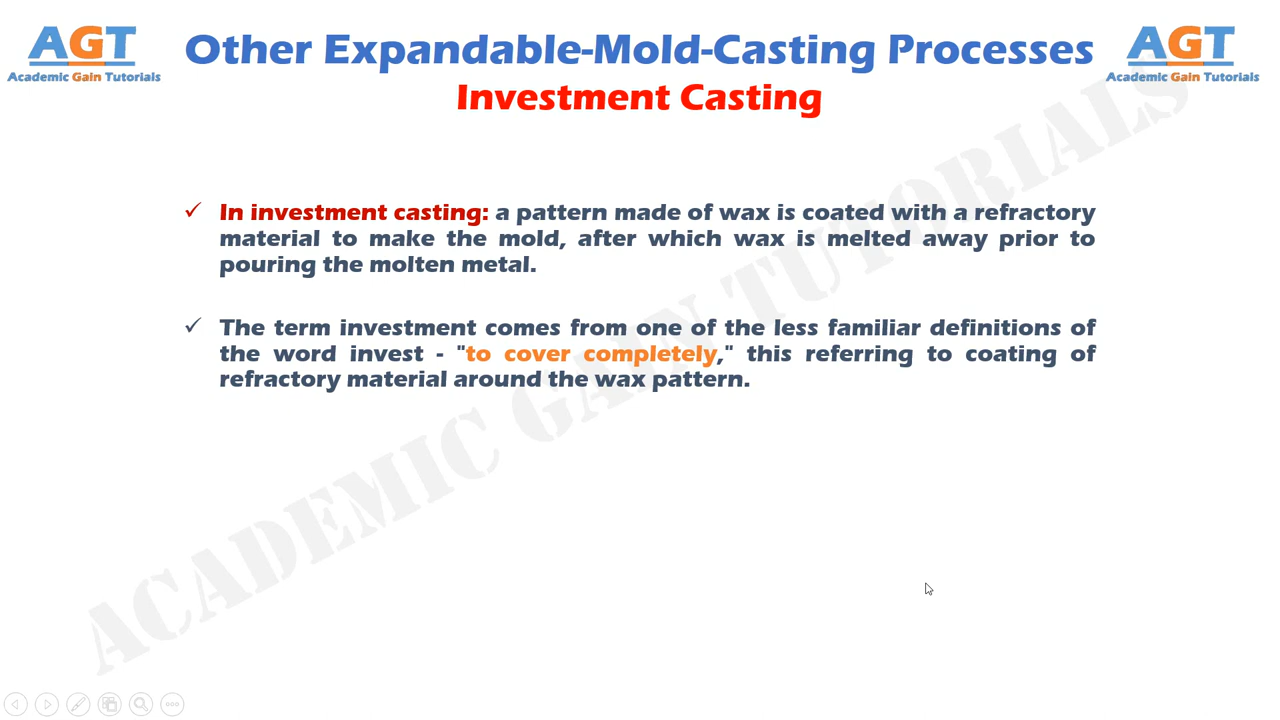 AGT
Academic Gain Tutorials
Other Expandable-Mold-Casting Processes
Investment Casting
AGT
Academic Gain Tutorials
✓ In investment casting: a pattern made of wax is coated with a refractory
material to make the mold, after which wax is melted away prior to
pouring the molten metal.
✓ The term investment comes from one of the less familiar definitions of
the word invest - "to cover completely," this referring to coating of
refractory material around the wax pattern.
ACADEMIC GAIN TUTORIALS